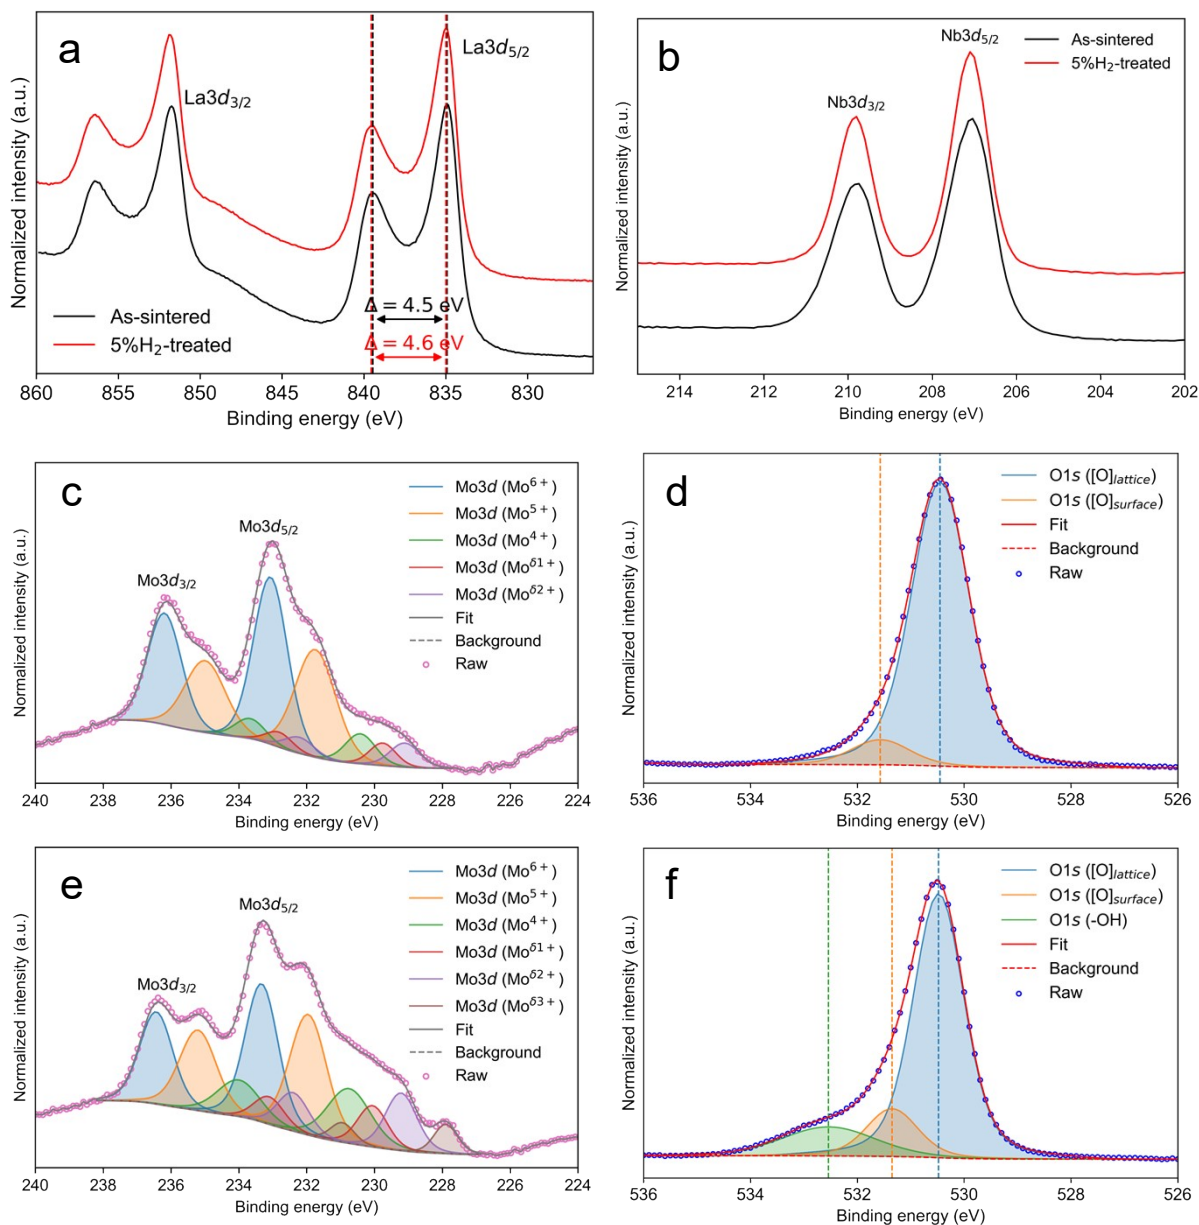 a
La3d5/2
La3d3/2
Δ = 4.5 eV
Δ = 4.6 eV
As-sintered
5%H2-treated
860 855 850 845 840 835 830
Binding energy (eV)
Normalized intensity (a.u.)
b
Nb3d5/2
Nb3d3/2
As-sintered
5%H2-treated
214 212 210 208 206 204 202
Binding energy (eV)
Normalized intensity (a.u.)
c
Mo3d5/2
Mo3d3/2
Mo3d (Mo6+)
Mo3d (Mo5+)
Mo3d (Mo4+)
Mo3d (Moδ1+)
Mo3d (Moδ2+)
Fit
Background
Raw
240 238 236 234 232 230 228 226 224
Binding energy (eV)
Normalized intensity (a.u.)
d
O1s ([O]lattice)
O1s ([O]surface)
Fit
Background
Raw
536 534 532 530 528 526
Binding energy (eV)
Normalized intensity (a.u.)
e
Mo3d5/2
Mo3d3/2
Mo3d (Mo6+)
Mo3d (Mo5+)
Mo3d (Mo4+)
Mo3d (Moδ1+)
Mo3d (Moδ2+)
Mo3d (Moδ3+)
Fit
Background
Raw
240 238 236 234 232 230 228 226 224
Binding energy (eV)
Normalized intensity (a.u.)
f
O1s ([O]lattice)
O1s ([O]surface)
O1s (-OH)
Fit
Background
Raw
536 534 532 530 528 526
Binding energy (eV)
Normalized intensity (a.u.)